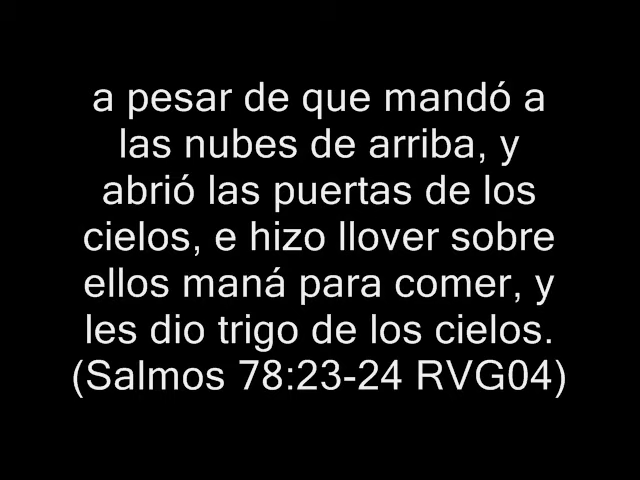 a pesar de que mandó a
las nubes de arriba, y
abrió las puertas de los
cielos, e hizo llover sobre
ellos maná para comer, y
les dio trigo de los cielos.
(Salmos 78:23-24 RVG04)